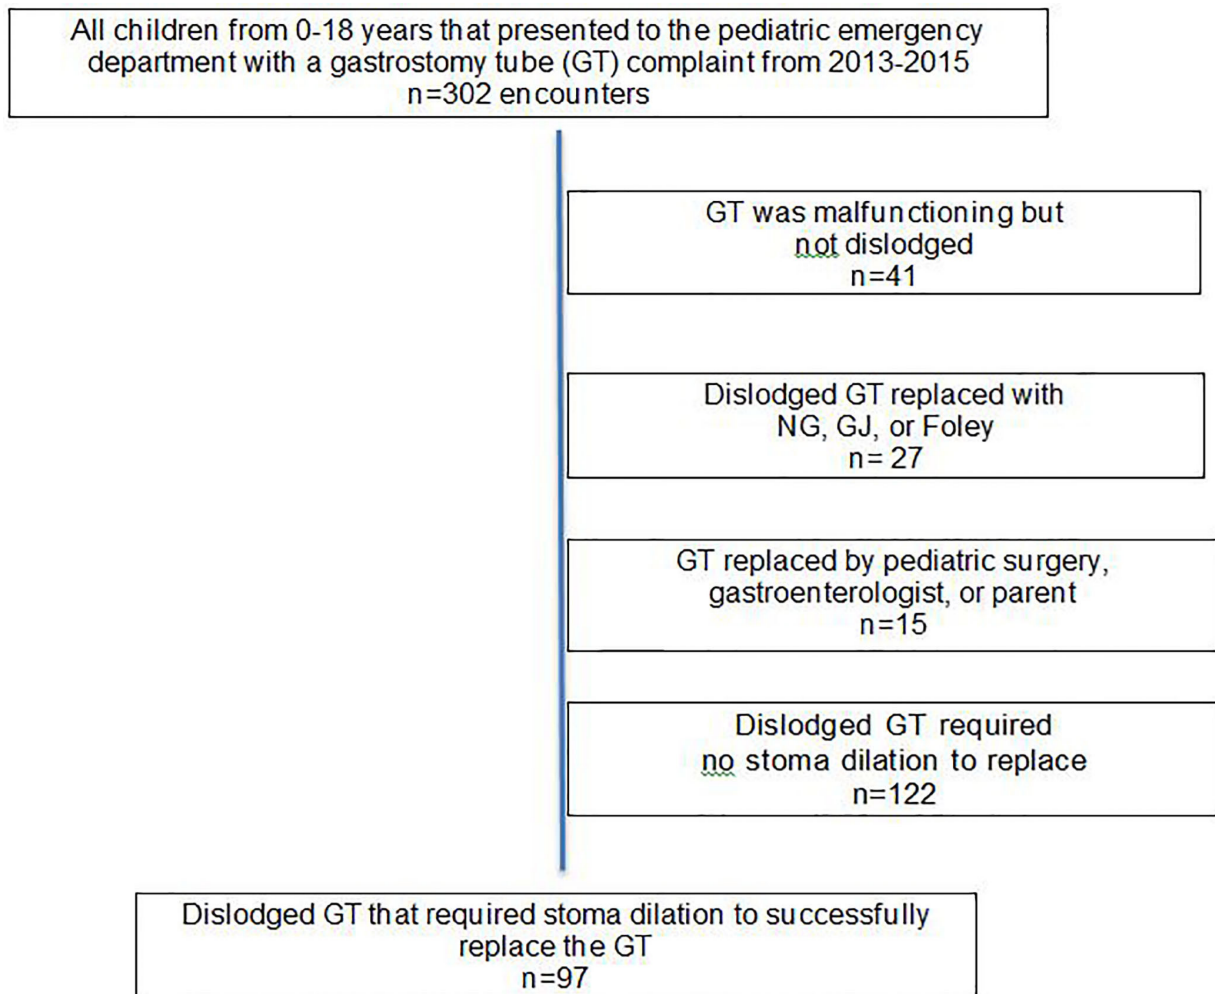 All children from 0-18 years that presented to the pediatric emergency
department with a gastrostomy tube (GT) complaint from 2013-2015
n=302 encounters
GT was malfunctioning but
not dislodged
n=41
Dislodged GT replaced with
NG, GJ, or Foley
n= 27
GT replaced by pediatric surgery,
gastroenterologist, or parent
n=15
Dislodged GT required
no stoma dilation to replace
n=122
Dislodged GT that required stoma dilation to successfully
replace the GT
n=97